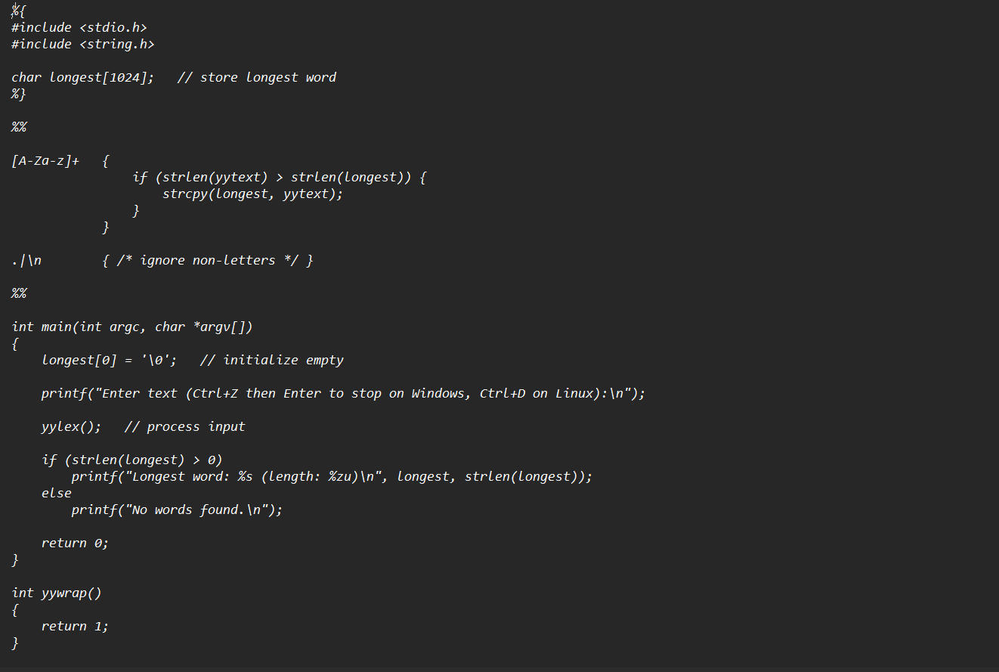 %{
#include <stdio.h>
#include <string.h>

char longest[1024];   // store longest word
%}

%%

[A-Za-z]+   {
                if (strlen(yytext) > strlen(longest)) {
                    strcpy(longest, yytext);
                }
            }

.|\n        { /* ignore non-letters */ }

%%

int main(int argc, char *argv[])
{
    longest[0] = '\0';   // initialize empty

    printf("Enter text (Ctrl+Z then Enter to stop on Windows, Ctrl+D on Linux):\n");

    yylex();   // process input

    if (strlen(longest) > 0)
        printf("Longest word: %s (length: %zu)\n", longest, strlen(longest));
    else
        printf("No words found.\n");

    return 0;
}

int yywrap()
{
    return 1;
}